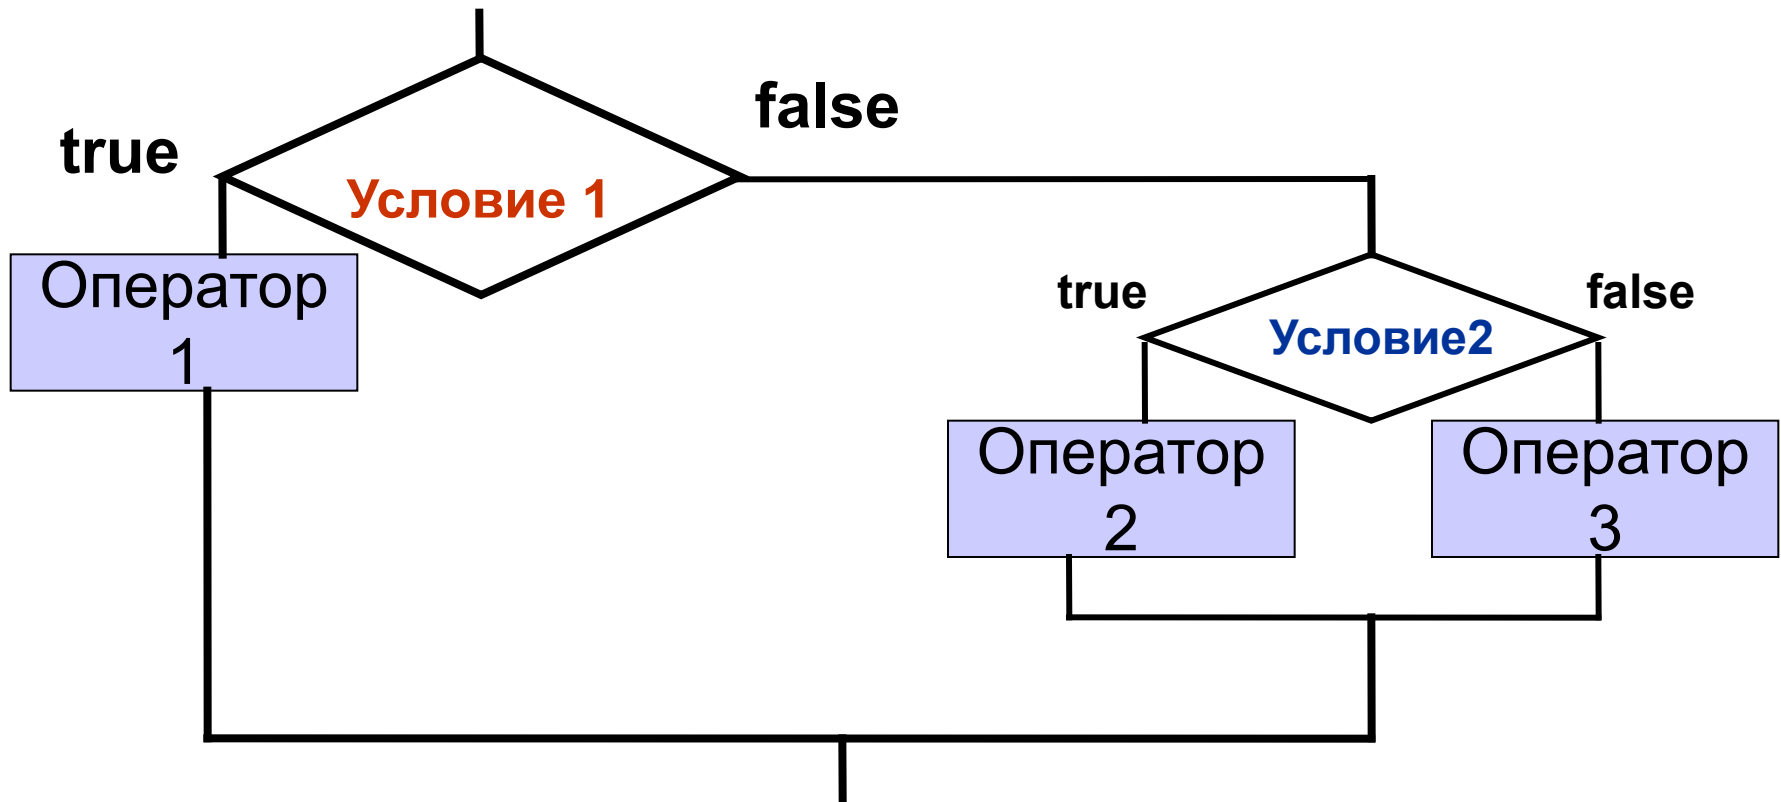 false
true
Условие 1
Оператор
1
true
false
Условие2
Оператор
2
Оператор
3